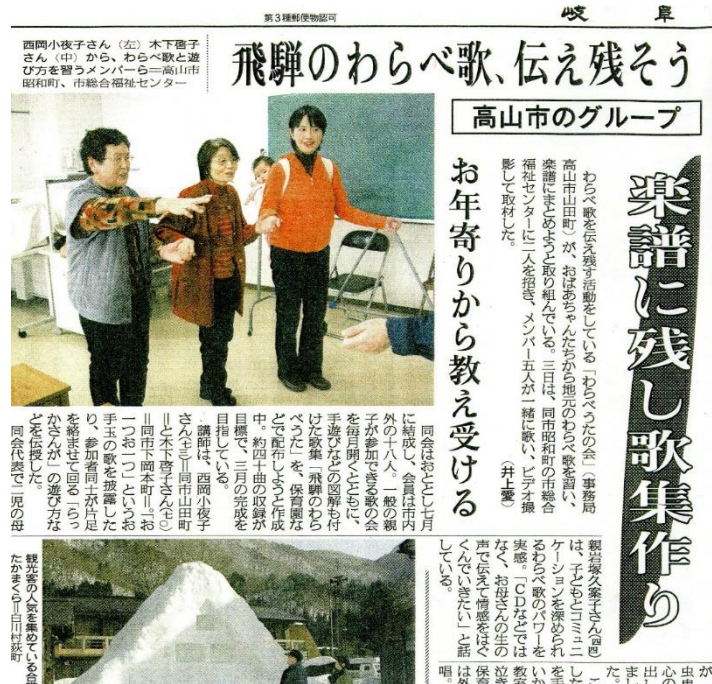 第3種郵便物認可
岐阜
飛騨のわらべ歌、伝え残そう
高山市のグループ
楽譜に残し歌集作り
お年寄りから教え受ける
西岡小夜子さん(左)木下啓子
さん(中)から、わらべ歌と遊
び方を習うメンバーら=高山市
昭和町、市総合福祉センター
わらべ歌を伝え残す活動をしている「わらべうたの会」(事務局
高山市山田町)が、おばあちゃんたちから地元のわらべ歌を習い、
楽譜にまとめようと取り組んでいる。三日は、同市昭和町の市総合
福祉センターに二人を招き、メンバー五人が一緒に歌い、ビデオ撮
影して取材した。
(井上愛)
同会はおととし七月
に結成し、会員は市内
外の十八人。一般の親
子が参加できる歌の会
を毎月開くとともに、
手遊びなどの図解も付
けた歌集「飛騨のわら
べうた」を、保育園な
どで配布しようと作成
中。約四十曲の収録が
目標で、三月の完成を
目指している。
講師は、西岡小夜子
さん(七三)=同市山田町
=と木下啓子さん(七〇)
=同市下岡本町=。「お
一つお一つ」というお
手玉の歌を披露した
り、参加者同士が片足
を絡ませて回る「らっ
かさんが」の遊び方な
どを伝授した。
同会代表で二児の母
親岩塚久案子さん(四四)
は、子どもとコミュニ
ケーションを深められ
るわらべ歌のパワーを
実感。「CDなどでは
なく、お母さんの生の
声で伝えて情感をはぐ
くんでいきたい」と話
している。
観光客の人気を集めている
たかまくら=白川村荻町